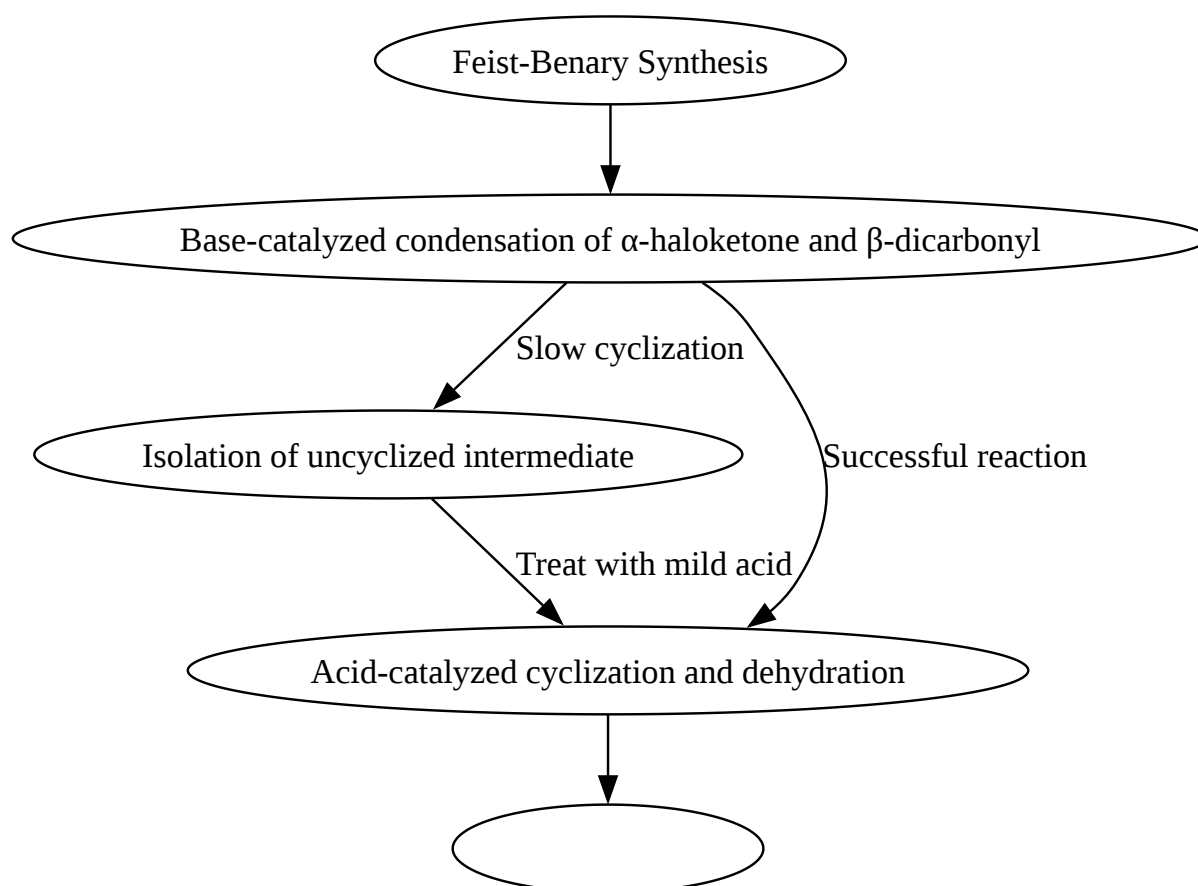 Feist-Benary Synthesis
Base-catalyzed condensation of α-haloketone and β-dicarbonyl
Slow cyclization
Isolation of uncyclized intermediate
Successful reaction
Treat with mild acid
Acid-catalyzed cyclization and dehydration